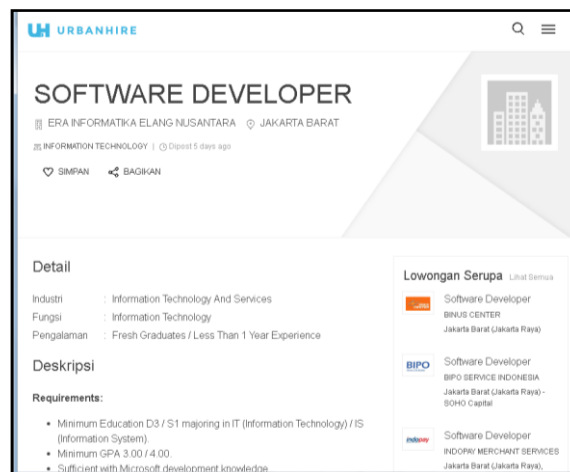 UH URBANHIRE
SOFTWARE DEVELOPER
ERA INFORMATIKA ELANG NUSANTARA JAKARTA BARAT
INFORMATION TECHNOLOGY | Dipost 5 days ago
SIMPAN BAGIKAN
Detail
Industri : Information Technology And Services
Fungsi : Information Technology
Pengalaman : Fresh Graduates / Less Than 1 Year Experience
Deskripsi
Requirements:
• Minimum Education D3 / S1 majoring in IT (Information Technology) / IS
(Information System).
• Minimum GPA 3.00 / 4.00.
• Sufficient with Microsoft development knowledge
Lowongan Serupa Lihat Semua
Software Developer
BINUS CENTER
Jakarta Barat (Jakarta Raya)
BIPO
Software Developer
BIPO SERVICE INDONESIA
Jakarta Barat (Jakarta Raya) -
SOHO Capital
indopay
Software Developer
INDOPAY MERCHANT SERVICES
Jakarta Barat (Jakarta Raya),